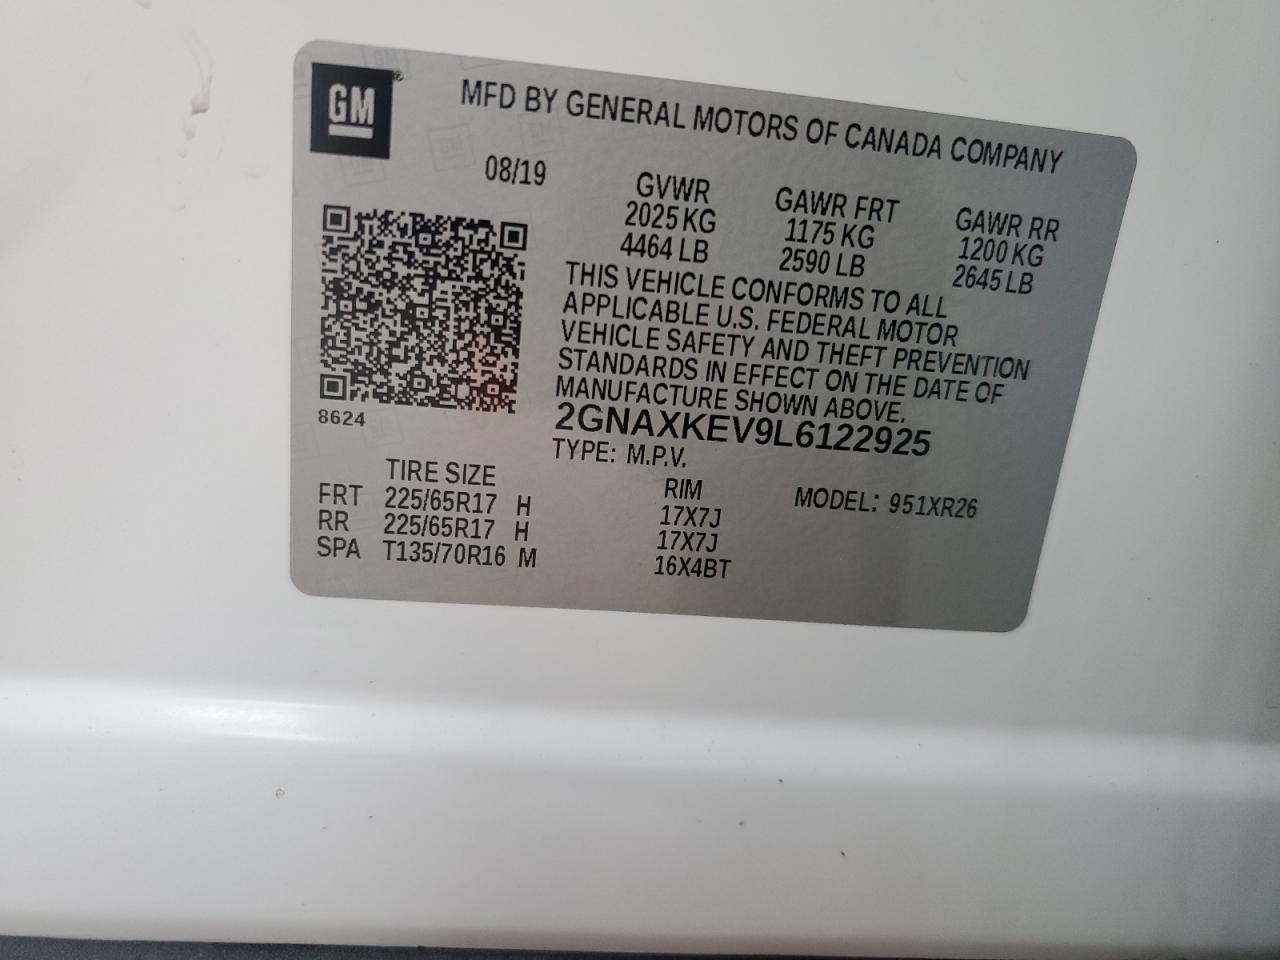 GM®
MFD BY GENERAL MOTORS OF CANADA COMPANY
08/19
GVWR GAWR FRT GAWR RR
2025 KG 1175 KG 1200 KG
4464 LB 2590 LB 2645 LB
THIS VEHICLE CONFORMS TO ALL
APPLICABLE U.S. FEDERAL MOTOR
VEHICLE SAFETY AND THEFT PREVENTION
STANDARDS IN EFFECT ON THE DATE OF
MANUFACTURE SHOWN ABOVE.
8624
2GNAXKEV9L6122925
TYPE: M.P.V.
MODEL: 951XR26
TIRE SIZE RIM
FRT 225/65R17 H 17X7J
RR 225/65R17 H 17X7J
SPA T135/70R16 M 16X4BT